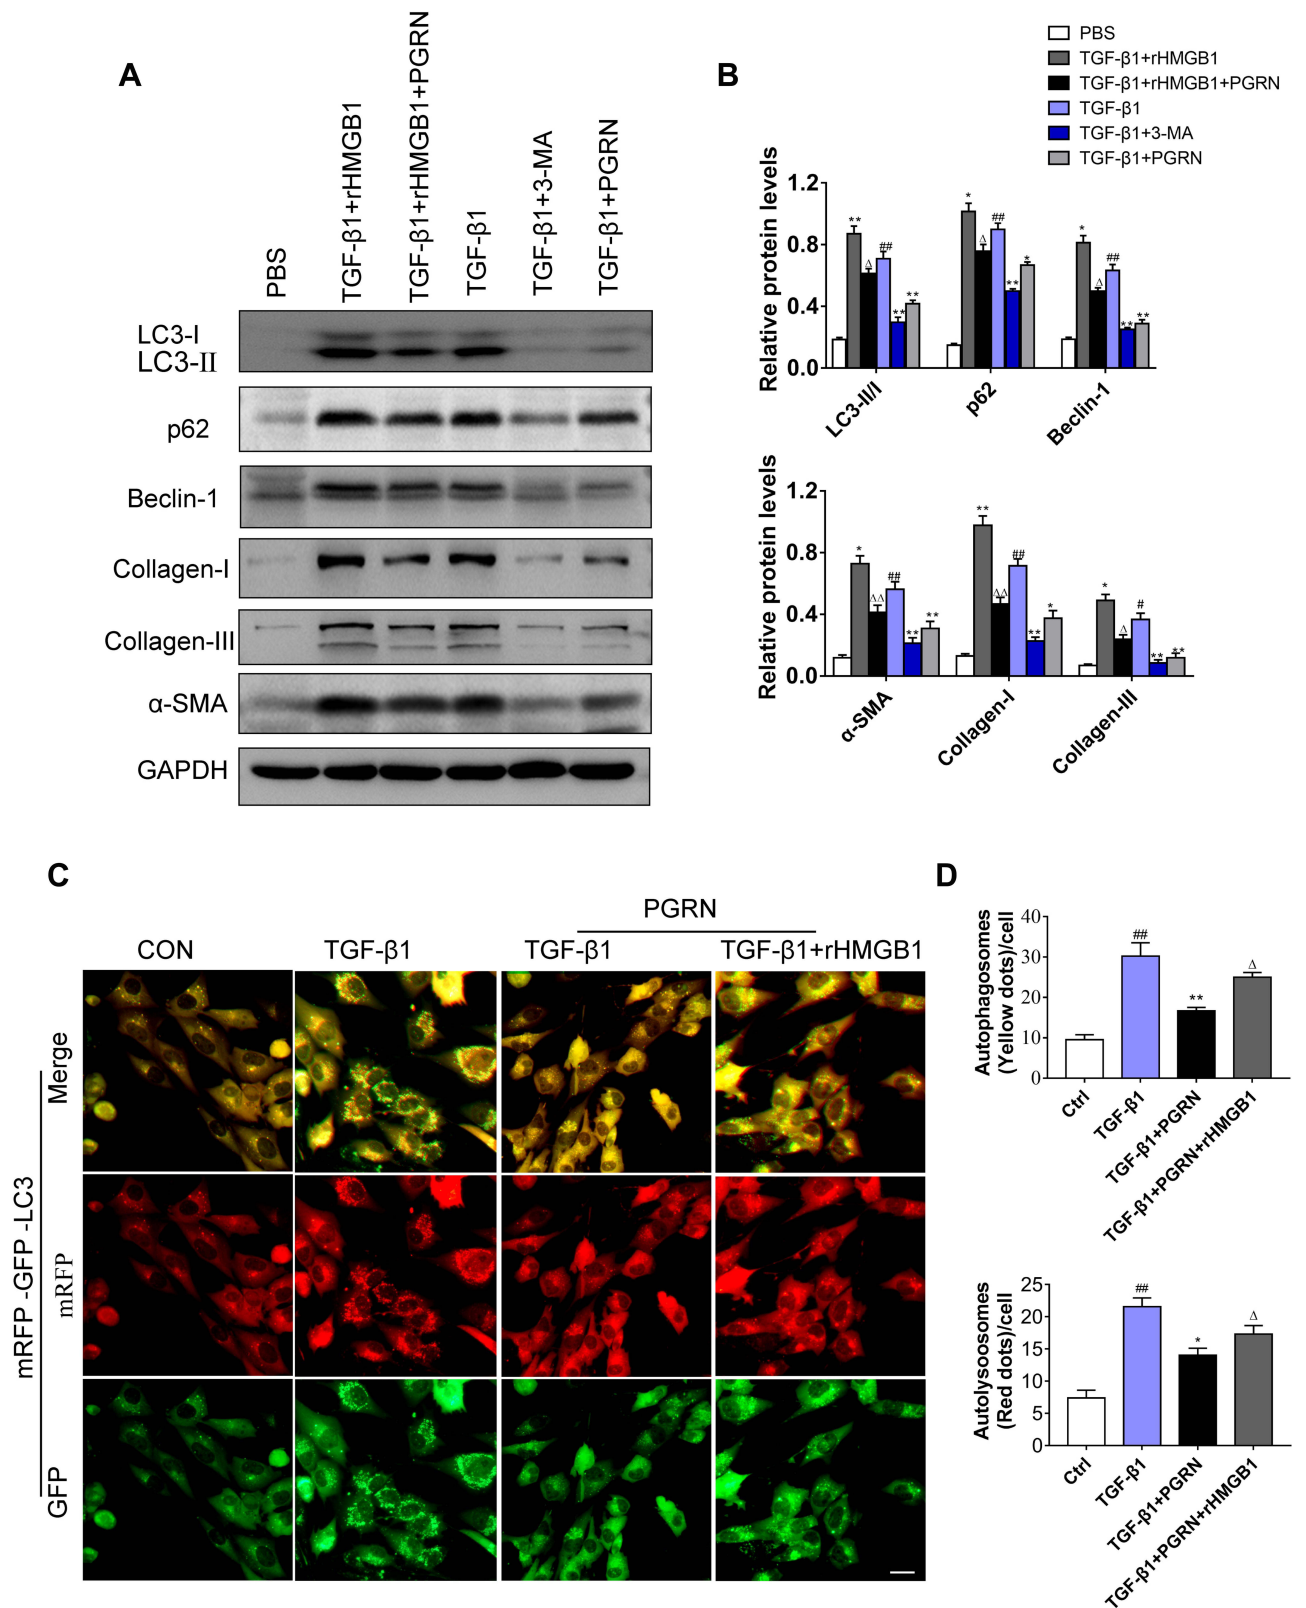 A
PBS
TGF-β1+rHMGB1
TGF-β1+rHMGB1+PGRN
TGF-β1
TGF-β1+3-MA
TGF-β1+PGRN
LC3-I
LC3-II
p62
Beclin-1
Collagen-I
Collagen-III
α-SMA
GAPDH
B
PBS
TGF-β1+rHMGB1
TGF-β1+rHMGB1+PGRN
TGF-β1
TGF-β1+3-MA
TGF-β1+PGRN
Relative protein levels
1.2
0.8
0.4
0.0
** Δ ## ** **
* Δ ## ** *
* Δ ## ** **
LC3-II/I
p62
Beclin-1
Relative protein levels
1.2
0.8
0.4
0.0
* ΔΔ ## ** **
** ΔΔ ## ** *
* Δ # ** **
α-SMA
Collagen-I
Collagen-III
C
PGRN
CON
TGF-β1
TGF-β1
TGF-β1+rHMGB1
mRFP -GFP -LC3
Merge
mRFP
GFP
D
Autophagosomes
(Yellow dots)/cell
40
30
20
10
0
## ** Δ
Ctrl
TGF-β1
TGF-β1+PGRN
TGF-β1+PGRN+rHMGB1
Autolysoosomes
(Red dots)/cell
25
20
15
10
5
0
## * Δ
Ctrl
TGF-β1
TGF-β1+PGRN
TGF-β1+PGRN+rHMGB1